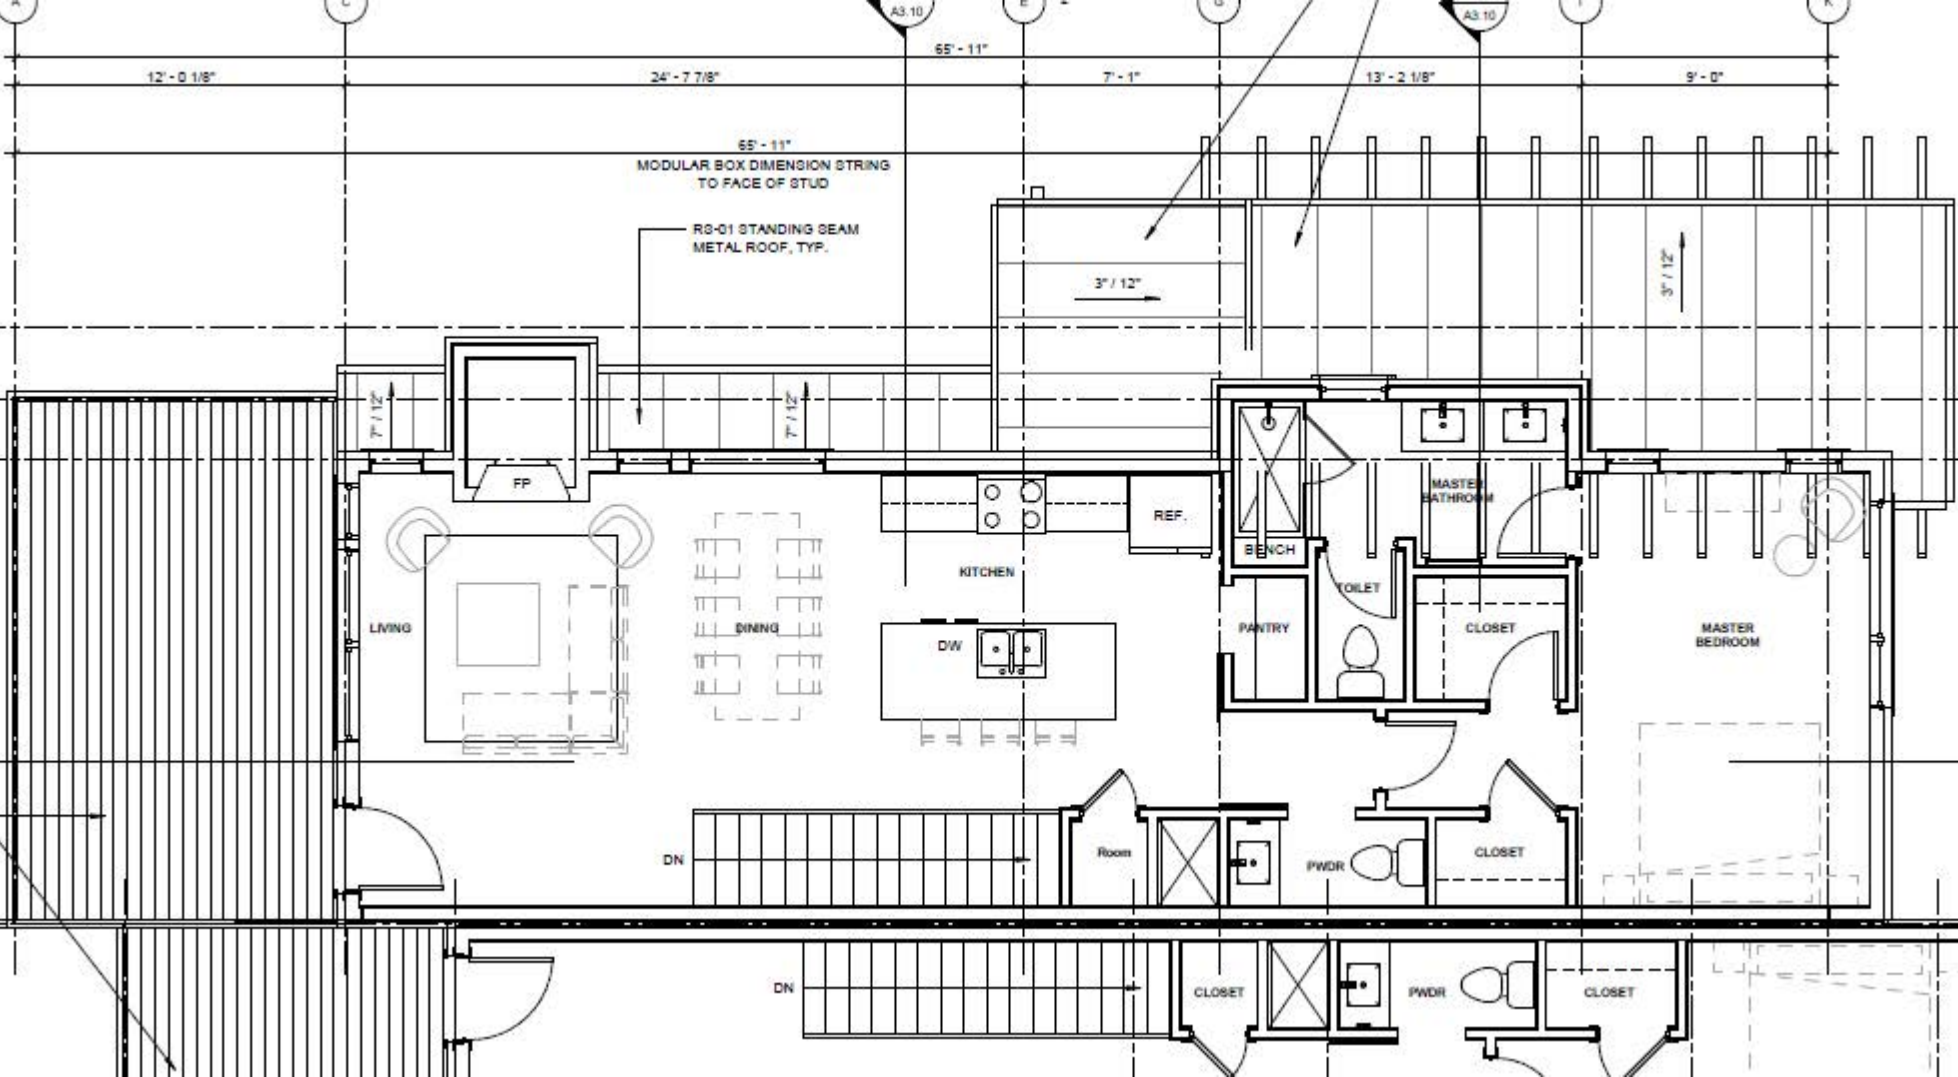 A
C
A3.10
E
G
A3.10
I
K
65' - 11"
12' - 0 1/8"
24' - 7 7/8"
7' - 1"
13' - 2 1/8"
9' - 0"
65' - 11"
MODULAR BOX DIMENSION STRING
TO FACE OF STUD
RS-01 STANDING SEAM
METAL ROOF, TYP.
3" / 12"
3" / 12"
7" / 12"
7" / 12"
FP
REF.
MASTER
BATHROOM
BENCH
KITCHEN
TOILET
LIVING
DINING
DW
PANTRY
CLOSET
MASTER
BEDROOM
DN
Room
PWDR
CLOSET
DN
CLOSET
PWDR
CLOSET